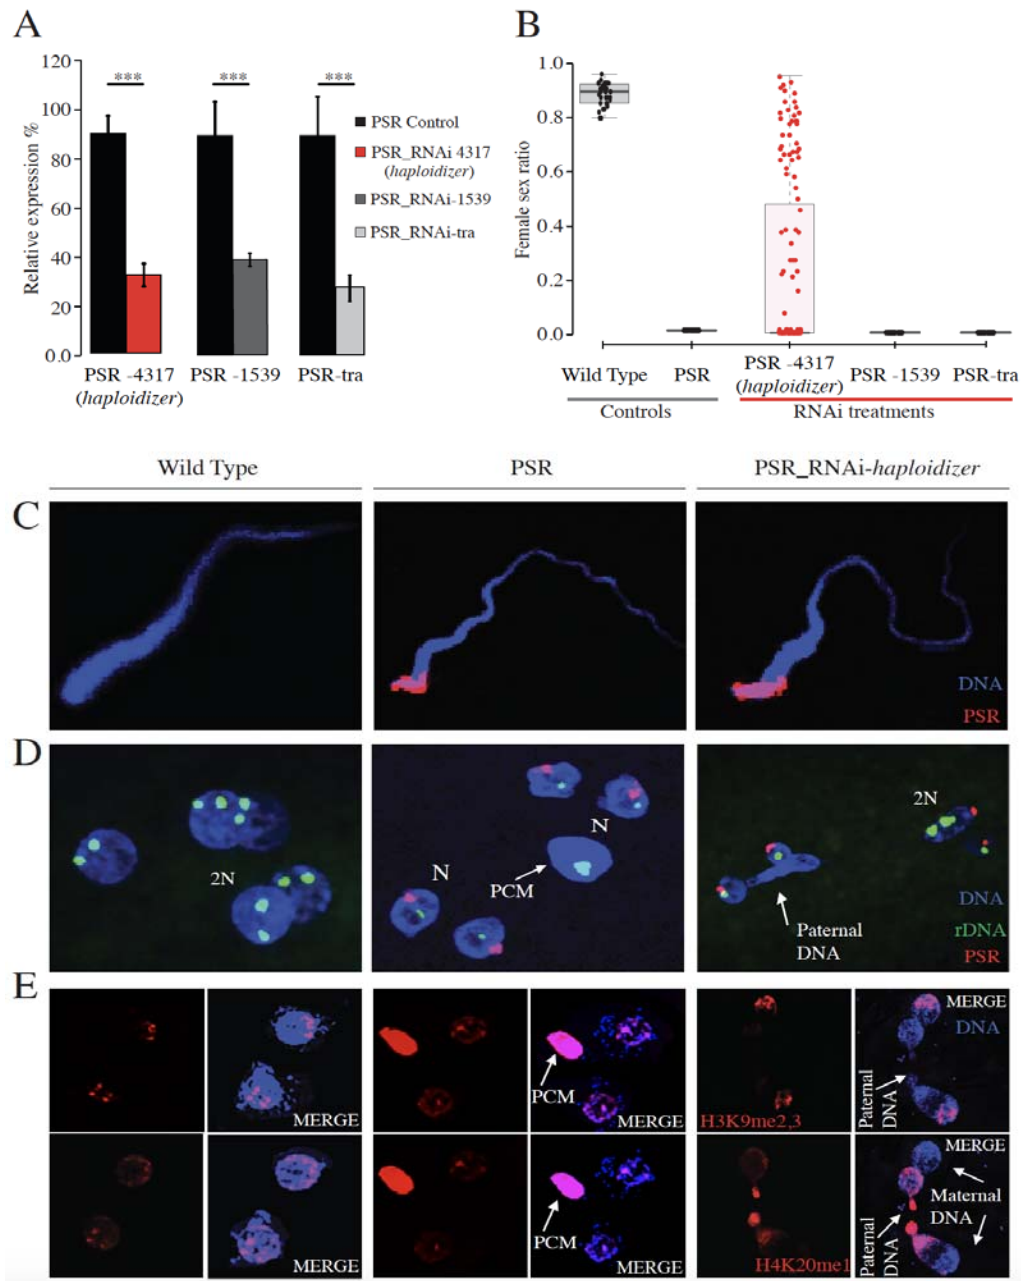 A
120
100
80
60
40
20
0.0
Relative expression %
***
***
***
PSR Control
PSR_RNAi 4317
(haploidizer)
PSR_RNAi-1539
PSR_RNAi-tra
PSR -4317
(haploidizer)
PSR -1539
PSR-tra
B
1.0
0.8
0.6
0.4
0.2
0.0
Female sex ratio
Wild Type
PSR
PSR -4317
(haploidizer)
PSR -1539
PSR-tra
Controls
RNAi treatments
Wild Type
PSR
PSR_RNAi-haploidizer
C
DNA
PSR
D
2N
N
N
PCM
2N
Paternal
DNA
DNA
rDNA
PSR
E
MERGE
PCM
MERGE
H3K9me2,3
MERGE
DNA
Paternal
DNA
MERGE
PCM
MERGE
H4K20me1
MERGE
Maternal
DNA
Paternal
DNA